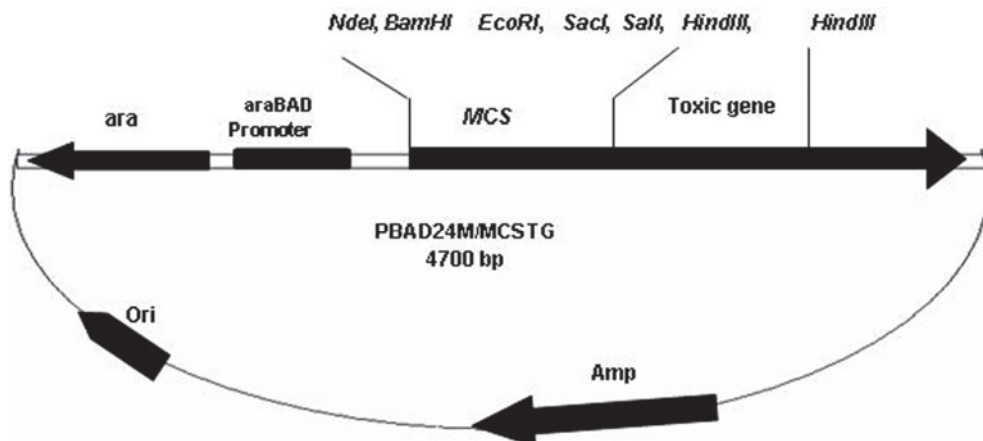 NdeI, BamHI EcoRI, SacI, SalI, HindIII, HindIII
araBAD
Promoter
ara
MCS
Toxic gene
PBAD24M/MCSTG
4700 bp
Ori
Amp